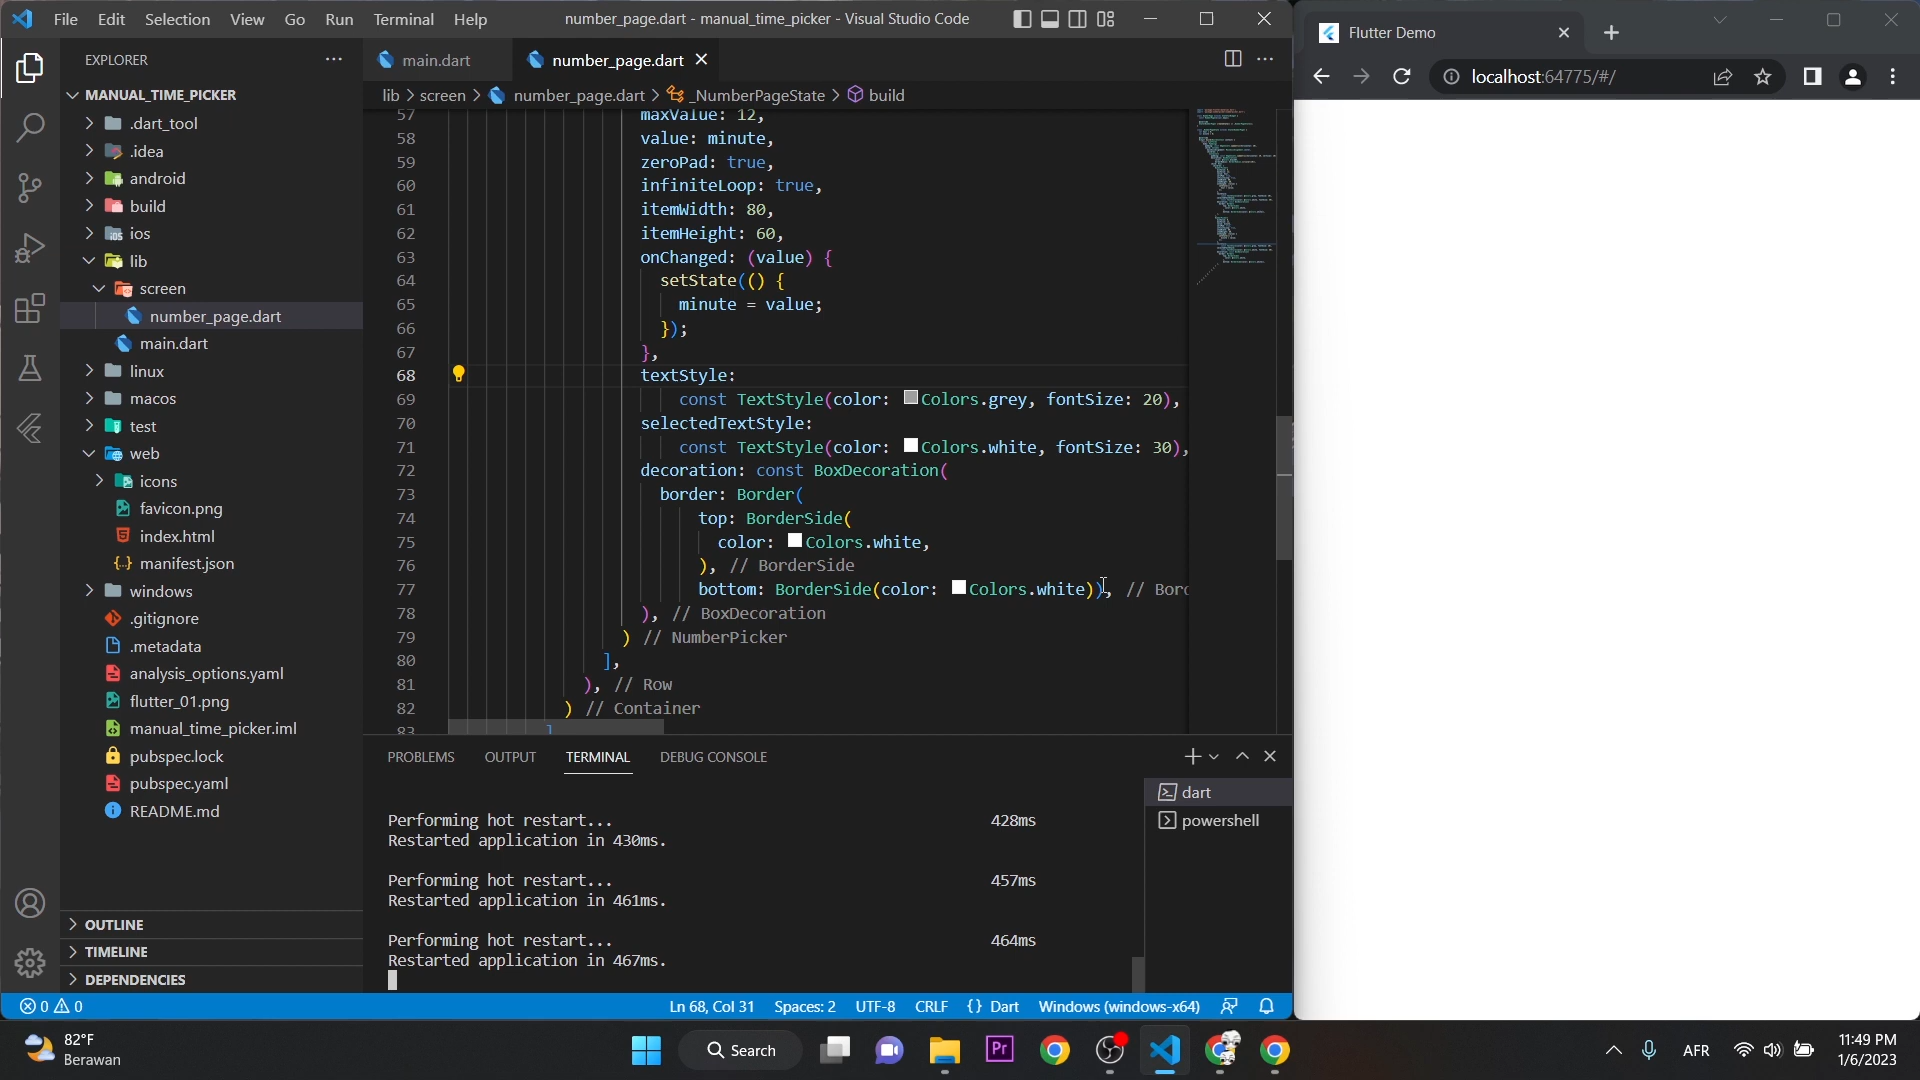 File Edit Selection View Go Run Terminal Help
number_page.dart - manual_time_picker - Visual Studio Code
EXPLORER
MANUAL_TIME_PICKER
.dart_tool
.idea
android
build
ios
lib
screen
number_page.dart
main.dart
linux
macos
test
web
icons
favicon.png
index.html
manifest.json
windows
.gitignore
.metadata
analysis_options.yaml
flutter_01.png
manual_time_picker.iml
pubspec.lock
pubspec.yaml
README.md
OUTLINE
TIMELINE
DEPENDENCIES
main.dart
number_page.dart
lib > screen > number_page.dart > _NumberPageState > build
57 maxValue: 12,
58 value: minute,
59 zeroPad: true,
60 infiniteLoop: true,
61 itemWidth: 80,
62 itemHeight: 60,
63 onChanged: (value) {
64 setState(() {
65 minute = value;
66 });
67 },
68 textStyle:
69 const TextStyle(color: Colors.grey, fontSize: 20),
70 selectedTextStyle:
71 const TextStyle(color: Colors.white, fontSize: 30),
72 decoration: const BoxDecoration(
73 border: Border(
74 top: BorderSide(
75 color: Colors.white,
76 ), // BorderSide
77 bottom: BorderSide(color: Colors.white)), // Bord
78 ), // BoxDecoration
79 ) // NumberPicker
80 ],
81 ), // Row
82 ) // Container
83 ]
PROBLEMS OUTPUT TERMINAL DEBUG CONSOLE
Performing hot restart... 428ms
Restarted application in 430ms.
Performing hot restart... 457ms
Restarted application in 461ms.
Performing hot restart... 464ms
Restarted application in 467ms.
dart
powershell
0 0
Ln 68, Col 31 Spaces: 2 UTF-8 CRLF {} Dart Windows (windows-x64)
Flutter Demo
localhost:64775/#/
82°F
Berawan
Search
Pr
AFR
11:49 PM
1/6/2023